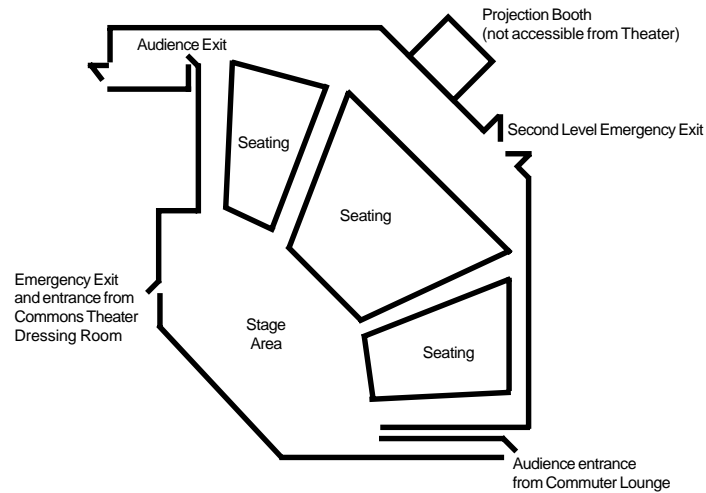 Projection Booth
(not accessible from Theater)
Audience Exit
Second Level Emergency Exit
Seating
Seating
Emergency Exit
and entrance from
Commons Theater
Dressing Room
Stage
Area
Seating
Audience entrance
from Commuter Lounge